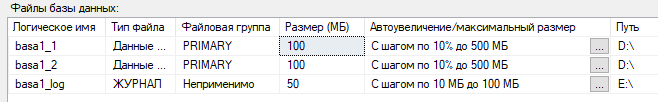 Файлы базы данных:
Логическое имя Тип файла Файловая группа Размер (МБ) Автоувеличение/максимальный размер Путь
basa1_1 Данные ... PRIMARY 100 С шагом по 10% до 500 МБ ... D:\
basa1_2 Данные ... PRIMARY 100 С шагом по 10% до 500 МБ ... D:\
basa1_log ЖУРНАЛ Неприменимо 50 С шагом по 10 МБ до 100 МБ ... E:\